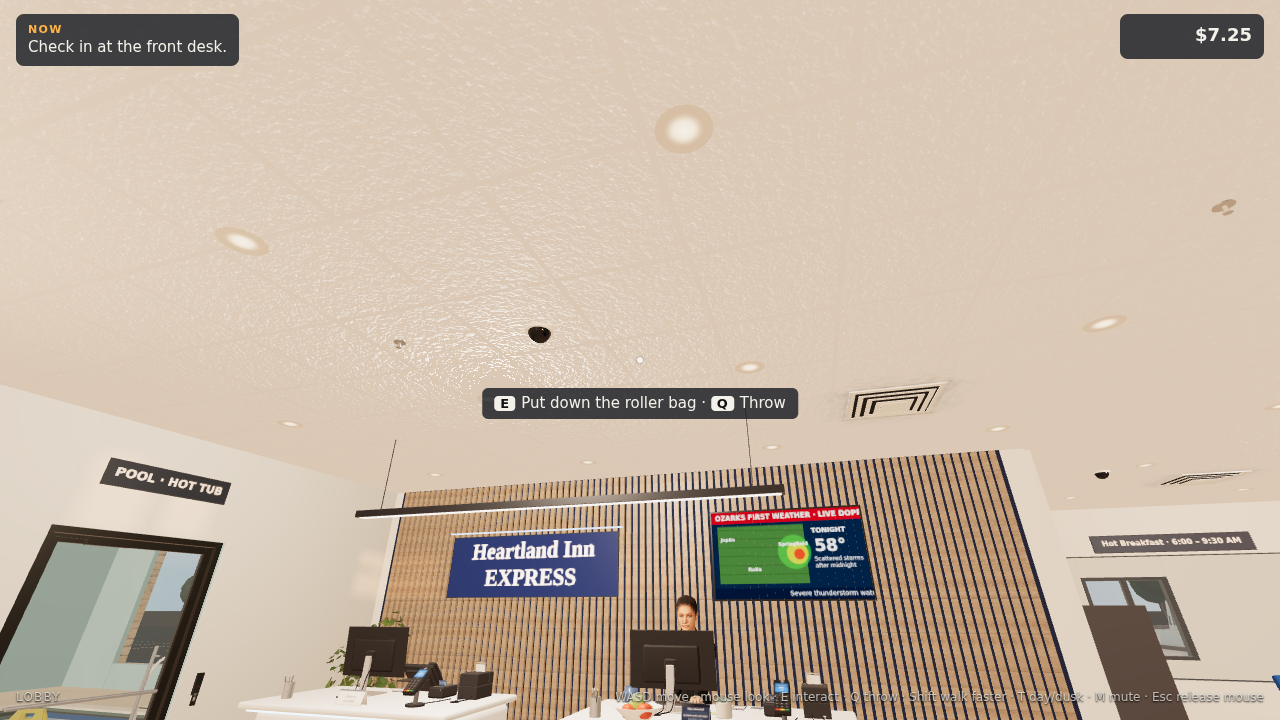 NOW
Check in at the front desk.
$7.25
E Put down the roller bag · Q Throw
POOL · HOT TUB
Heartland Inn
EXPRESS
OZARKS FIRST WEATHER · LIVE DOPP
Joplin
Springfield
Rolla
TONIGHT
58°
Scattered storms
after midnight
Severe thunderstorm wat
Hot Breakfast · 6:00 – 9:30 AM
LOBBY
WASD move · mouse look · E interact · Q throw · Shift walk faster · T day/dusk · M mute · Esc release mouse